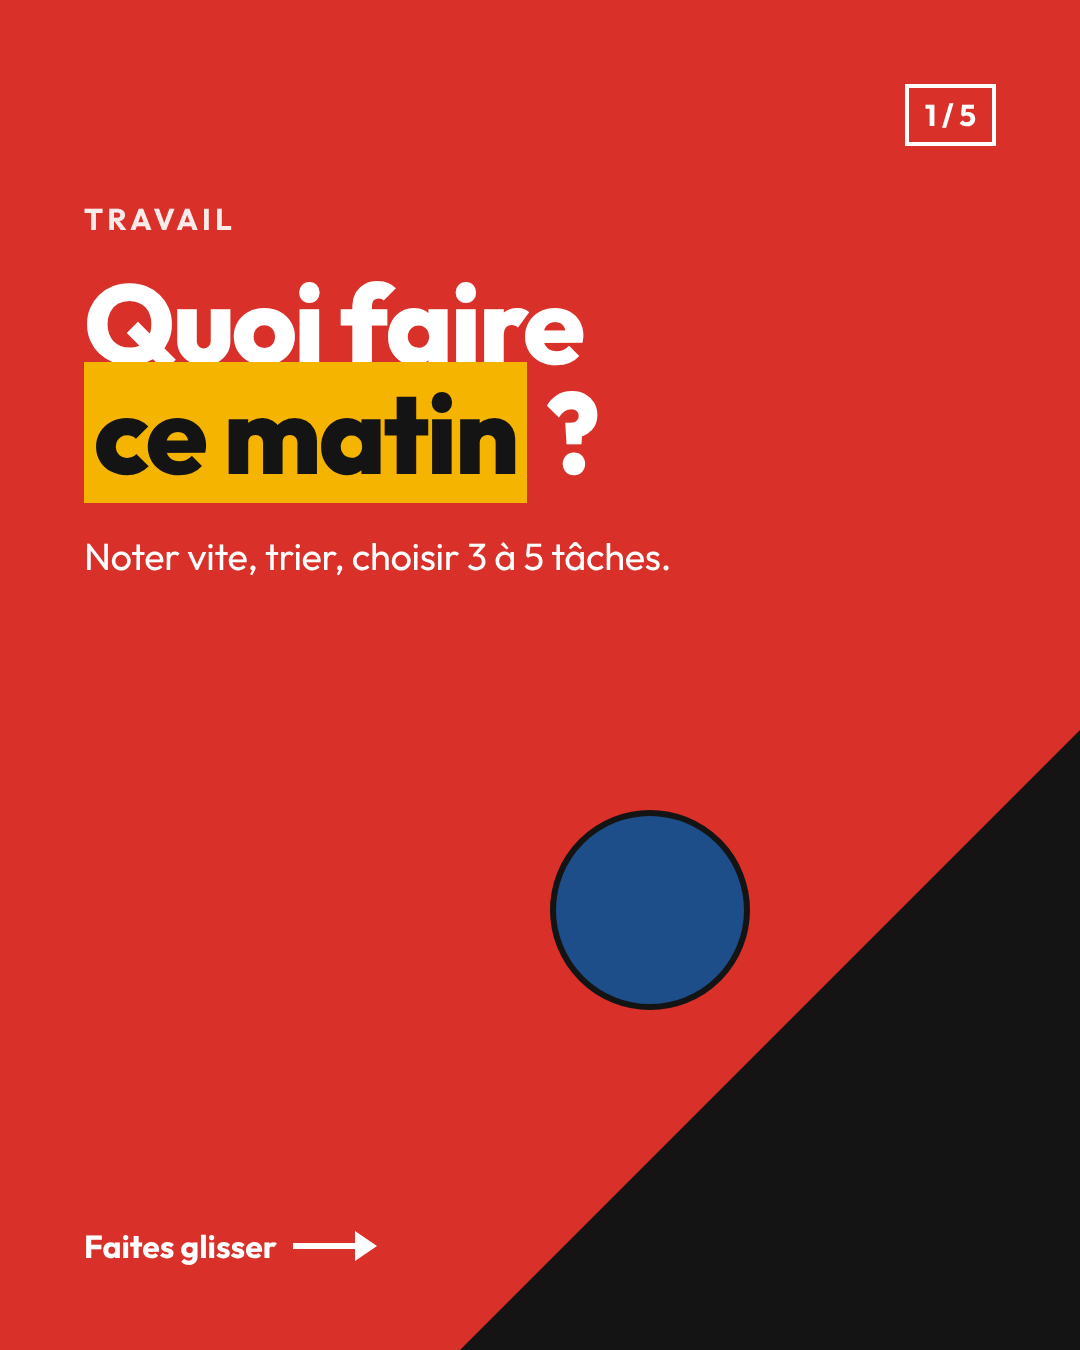 1/5
TRAVAIL
Quoi faire
ce matin ?
Noter vite, trier, choisir 3 à 5 tâches.
Faites glisser